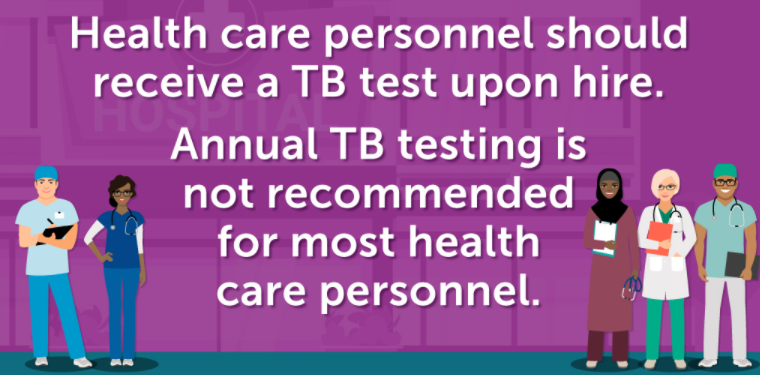 Health care personnel should
receive a TB test upon hire.
HOSPITAL
Annual TB testing is
not recommended
for most health
care personnel.